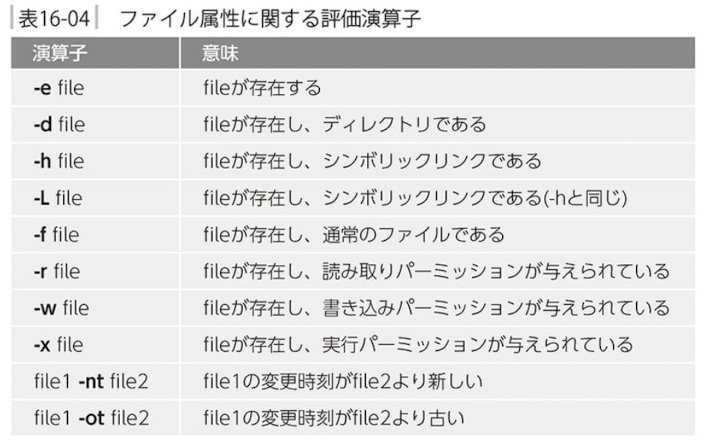 表16-04 ファイル属性に関する評価演算子
演算子 意味
-e file fileが存在する
-d file fileが存在し、ディレクトリである
-h file fileが存在し、シンボリックリンクである
-L file fileが存在し、シンボリックリンクである(-hと同じ)
-f file fileが存在し、通常のファイルである
-r file fileが存在し、読み取りパーミッションが与えられている
-w file fileが存在し、書き込みパーミッションが与えられている
-x file fileが存在し、実行パーミッションが与えられている
file1 -nt file2 file1の変更時刻がfile2より新しい
file1 -ot file2 file1の変更時刻がfile2より古い